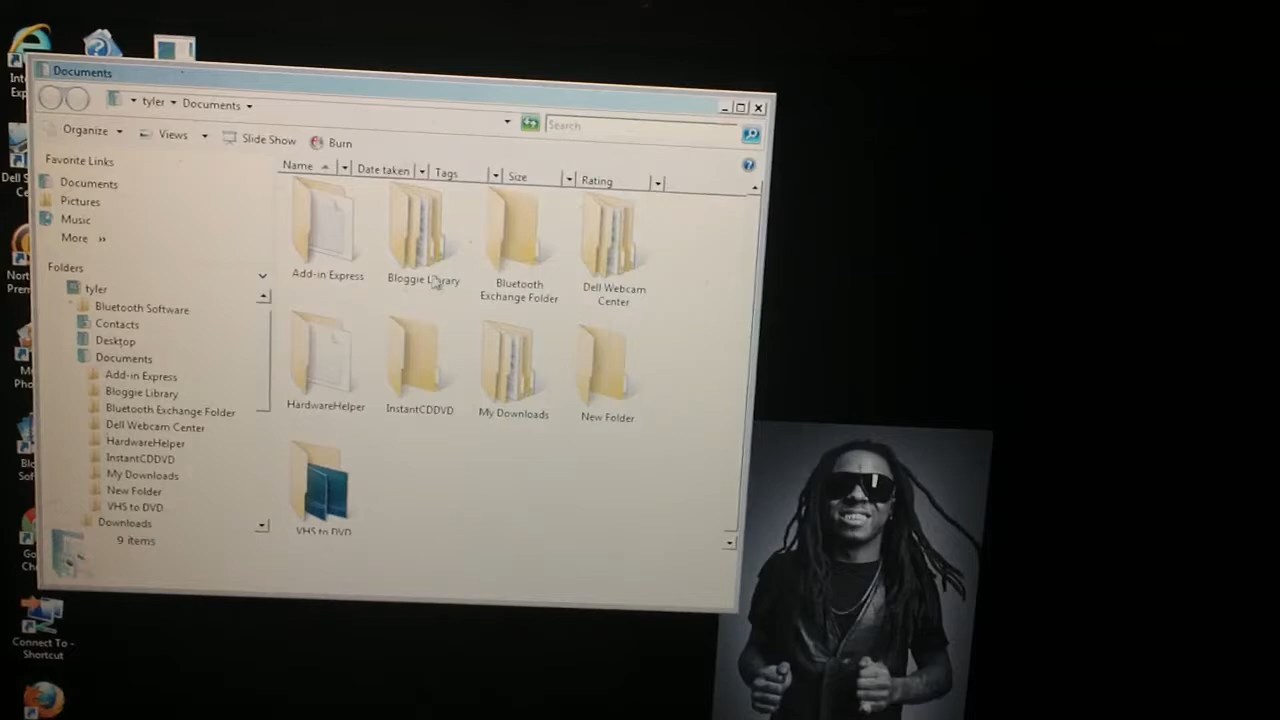 Documents
tyler Documents
Search
Organize Views Slide Show Burn
Favorite Links
Documents
Pictures
Music
More »
Folders
tyler
Bluetooth Software
Contacts
Desktop
Documents
Add-in Express
Bloggie Library
Bluetooth Exchange Folder
Dell Webcam Center
HardwareHelper
InstantCDDVD
My Downloads
New Folder
VHS to DVD
Downloads
9 items
Name Date taken Tags Size Rating
Add-in Express
Bloggie Library
Bluetooth
Exchange Folder
Dell Webcam
Center
HardwareHelper
InstantCDDVD
My Downloads
New Folder
VHS to DVD
Connect To -
Shortcut